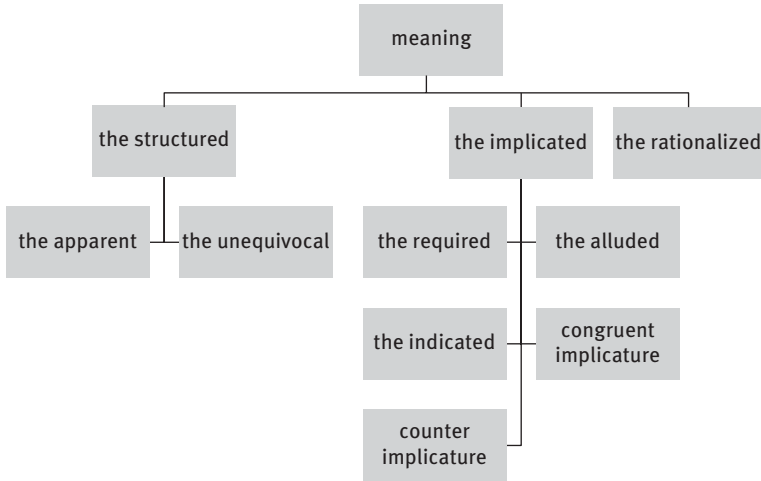 meaning
the structured
the implicated
the rationalized
the apparent
the unequivocal
the required
the alluded
the indicated
congruent
implicature
counter
implicature